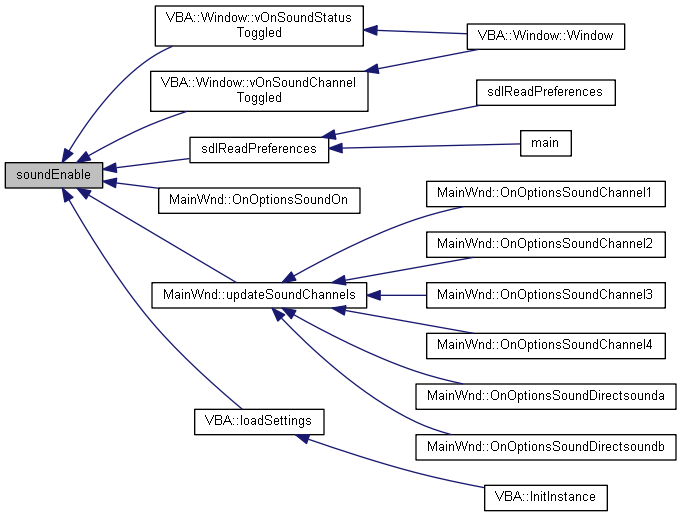 soundEnable
VBA::Window::vOnSoundStatus
Toggled
VBA::Window::vOnSoundChannel
Toggled
sdlReadPreferences
MainWnd::OnOptionsSoundOn
MainWnd::updateSoundChannels
VBA::loadSettings
VBA::Window::Window
sdlReadPreferences
main
MainWnd::OnOptionsSoundChannel1
MainWnd::OnOptionsSoundChannel2
MainWnd::OnOptionsSoundChannel3
MainWnd::OnOptionsSoundChannel4
MainWnd::OnOptionsSoundDirectsounda
MainWnd::OnOptionsSoundDirectsoundb
VBA::InitInstance